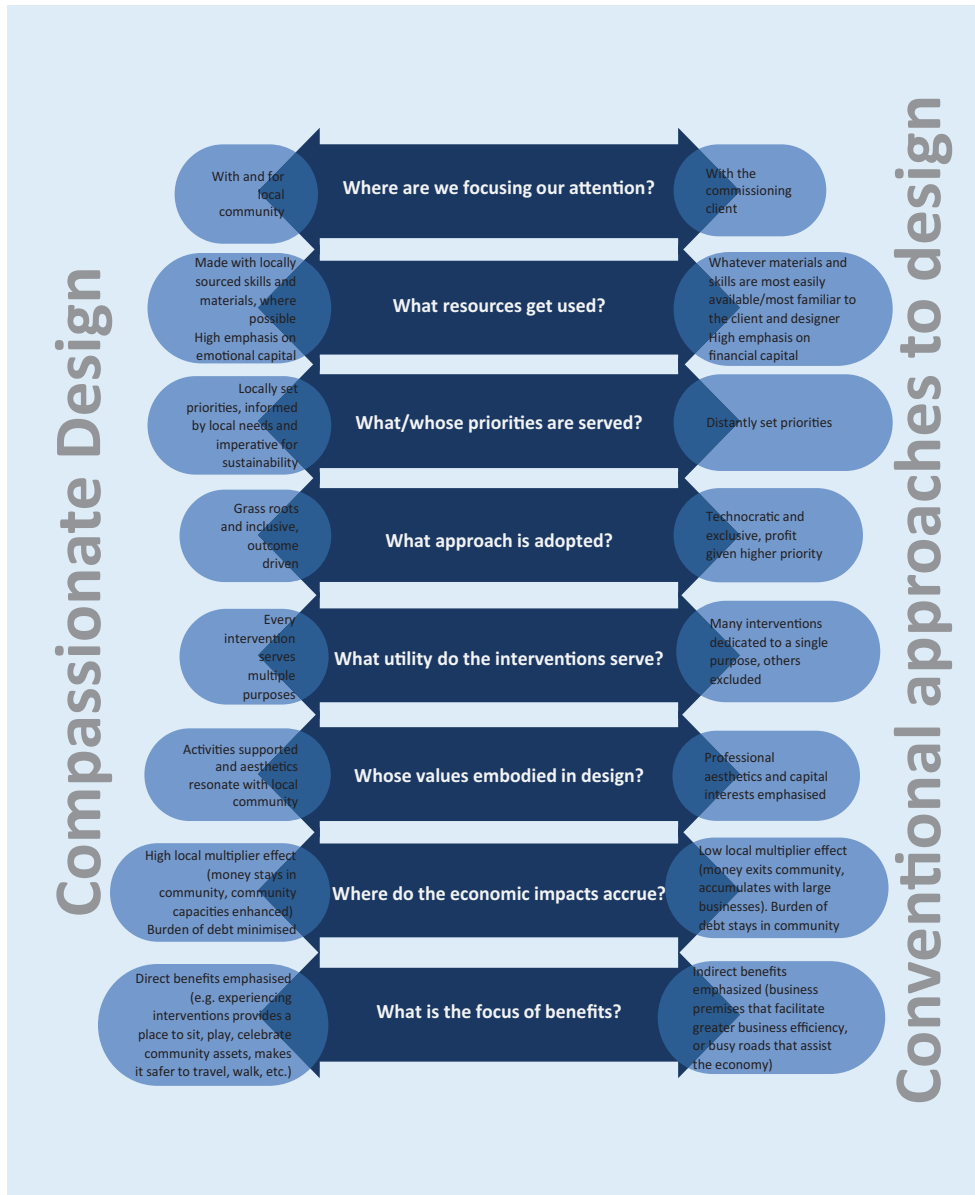 Compassionate Design
Conventional approaches to design
With and for
local
community
Where are we focusing our attention?
With the
commissioning
client
Made with locally
sourced skills and
materials, where
possible
High emphasis on
emotional capital
What resources get used?
Whatever materials and
skills are most easily
available/most familiar to
the client and designer
High emphasis on
financial capital
Locally set
priorities, informed
by local needs and
imperative for
sustainability
What/whose priorities are served?
Distantly set priorities
Grass roots
and inclusive,
outcome
driven
What approach is adopted?
Technocratic and
exclusive, profit
given higher priority
Every
intervention
serves
multiple
purposes
What utility do the interventions serve?
Many interventions
dedicated to a single
purpose, others
excluded
Activities supported
and aesthetics
resonate with local
community
Whose values embodied in design?
Professional
aesthetics and capital
interests emphasised
High local multiplier effect
(money stays in
community, community
capacities enhanced)
Burden of debt minimised
Where do the economic impacts accrue?
Low local multiplier effect
(money exits community,
accumulates with large
businesses). Burden of
debt stays in community
Direct benefits emphasised
(e.g. experiencing
interventions provides a
place to sit, play, celebrate
community assets, makes
it safer to travel, walk, etc.)
What is the focus of benefits?
Indirect benefits
emphasized (business
premises that facilitate
greater business efficiency,
or busy roads that assist
the economy)